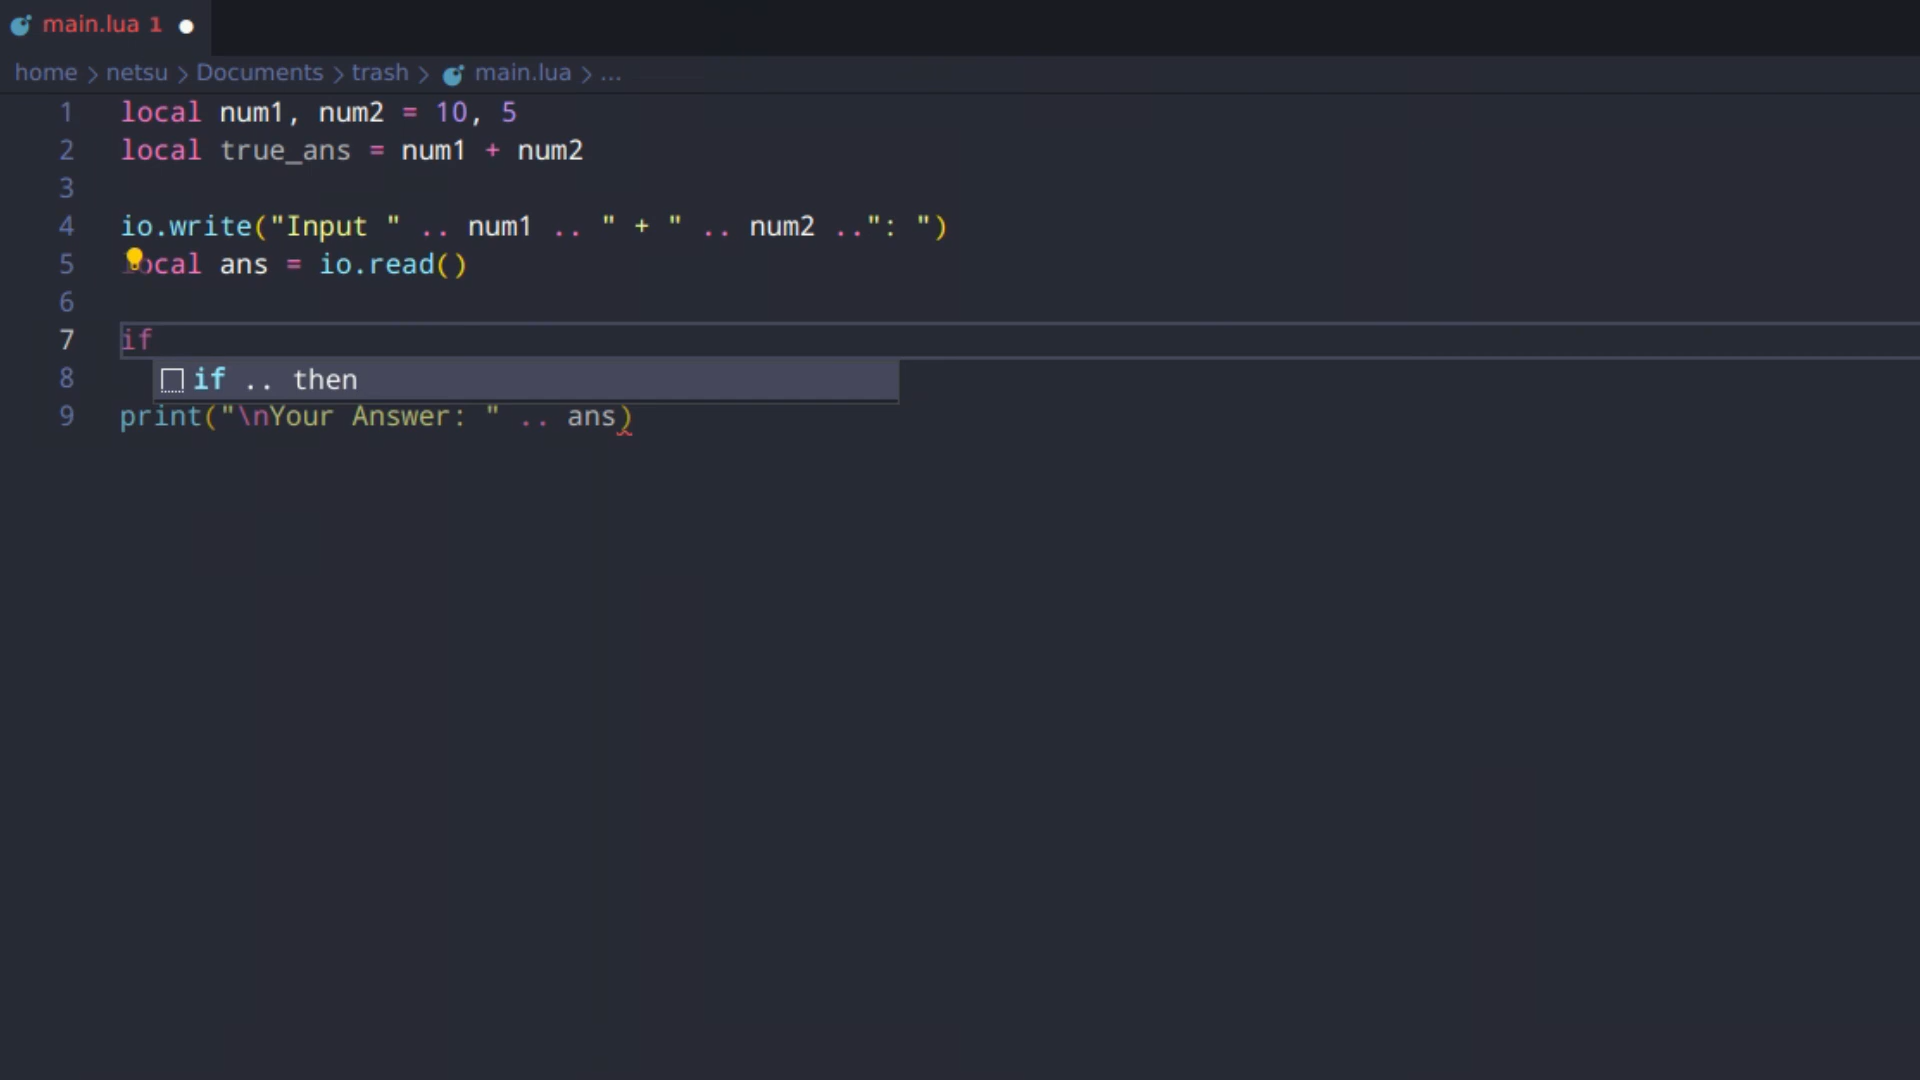 main.lua 1
home > netsu > Documents > trash > main.lua > ...
1 local num1, num2 = 10, 5
2 local true_ans = num1 + num2
3
4 io.write("Input " .. num1 .. " + " .. num2 ..": ")
5 local ans = io.read()
6
7 if
8 if .. then
9 print("\nYour Answer: " .. ans)